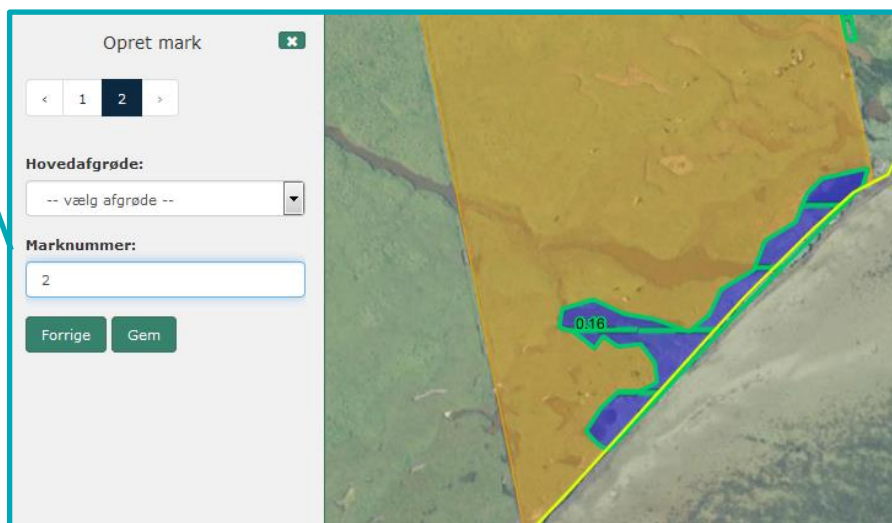 Opret mark
1 2
Hovedafgrøde:
-- vælg afgrøde --
Marknummer:
2
Forrige Gem
0.16